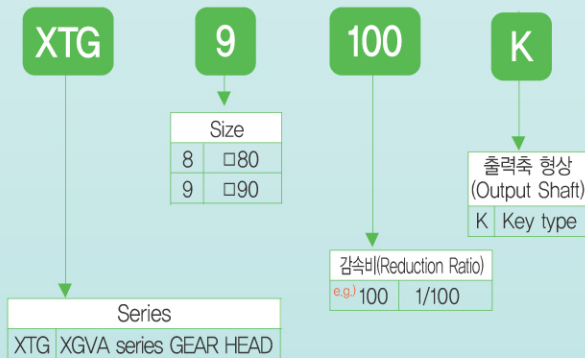 XTG 9 100 K
Size
8 □80
9 □90
출력축 형상
(Output Shaft)
K Key type
감속비(Reduction Ratio)
e.g.) 100 1/100
Series
XTG XGVA series GEAR HEAD